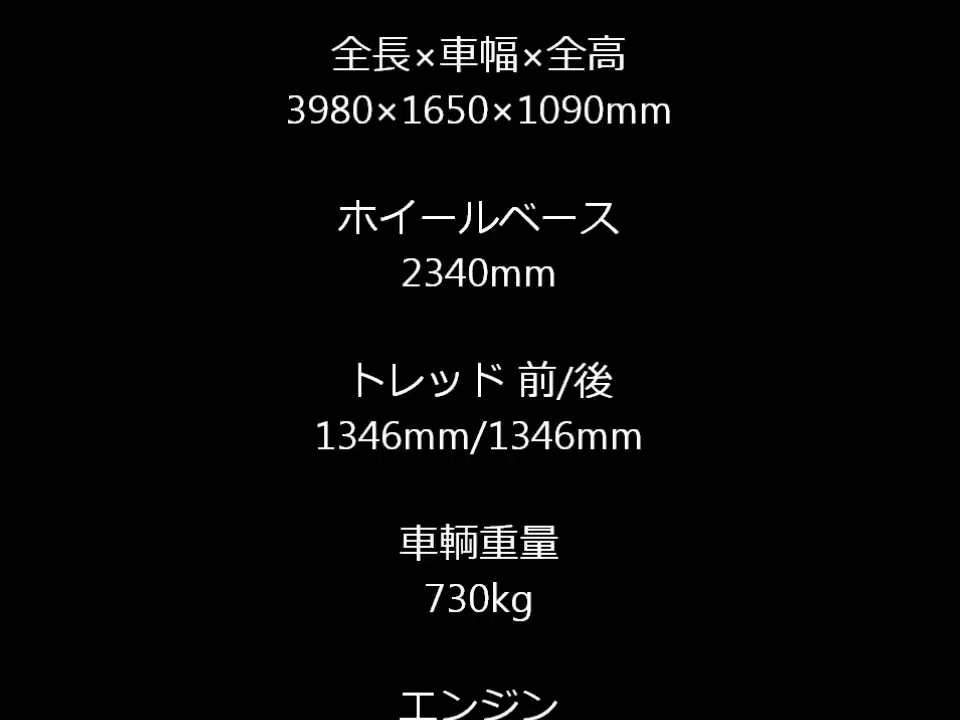 全長×車幅×全高
3980×1650×1090mm
ホイールベース
2340mm
トレッド 前/後
1346mm/1346mm
車輌重量
730kg
エンジン